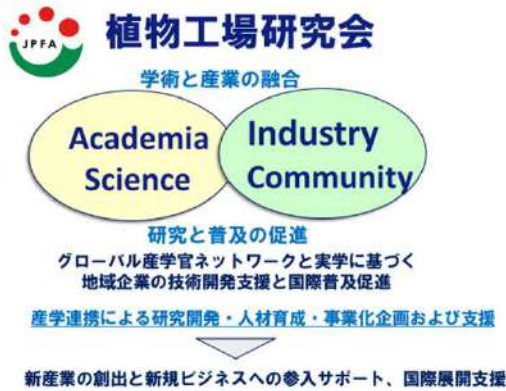 JPFA
植物工場研究会
学術と産業の融合
Academia
Science
Industry
Community
研究と普及の促進
グローバル産学官ネットワークと実学に基づく
地域企業の技術開発支援と国際普及促進
産学連携による研究開発・人材育成・事業化企画および支援
新産業の創出と新規ビジネスへの参入サポート、国際展開支援